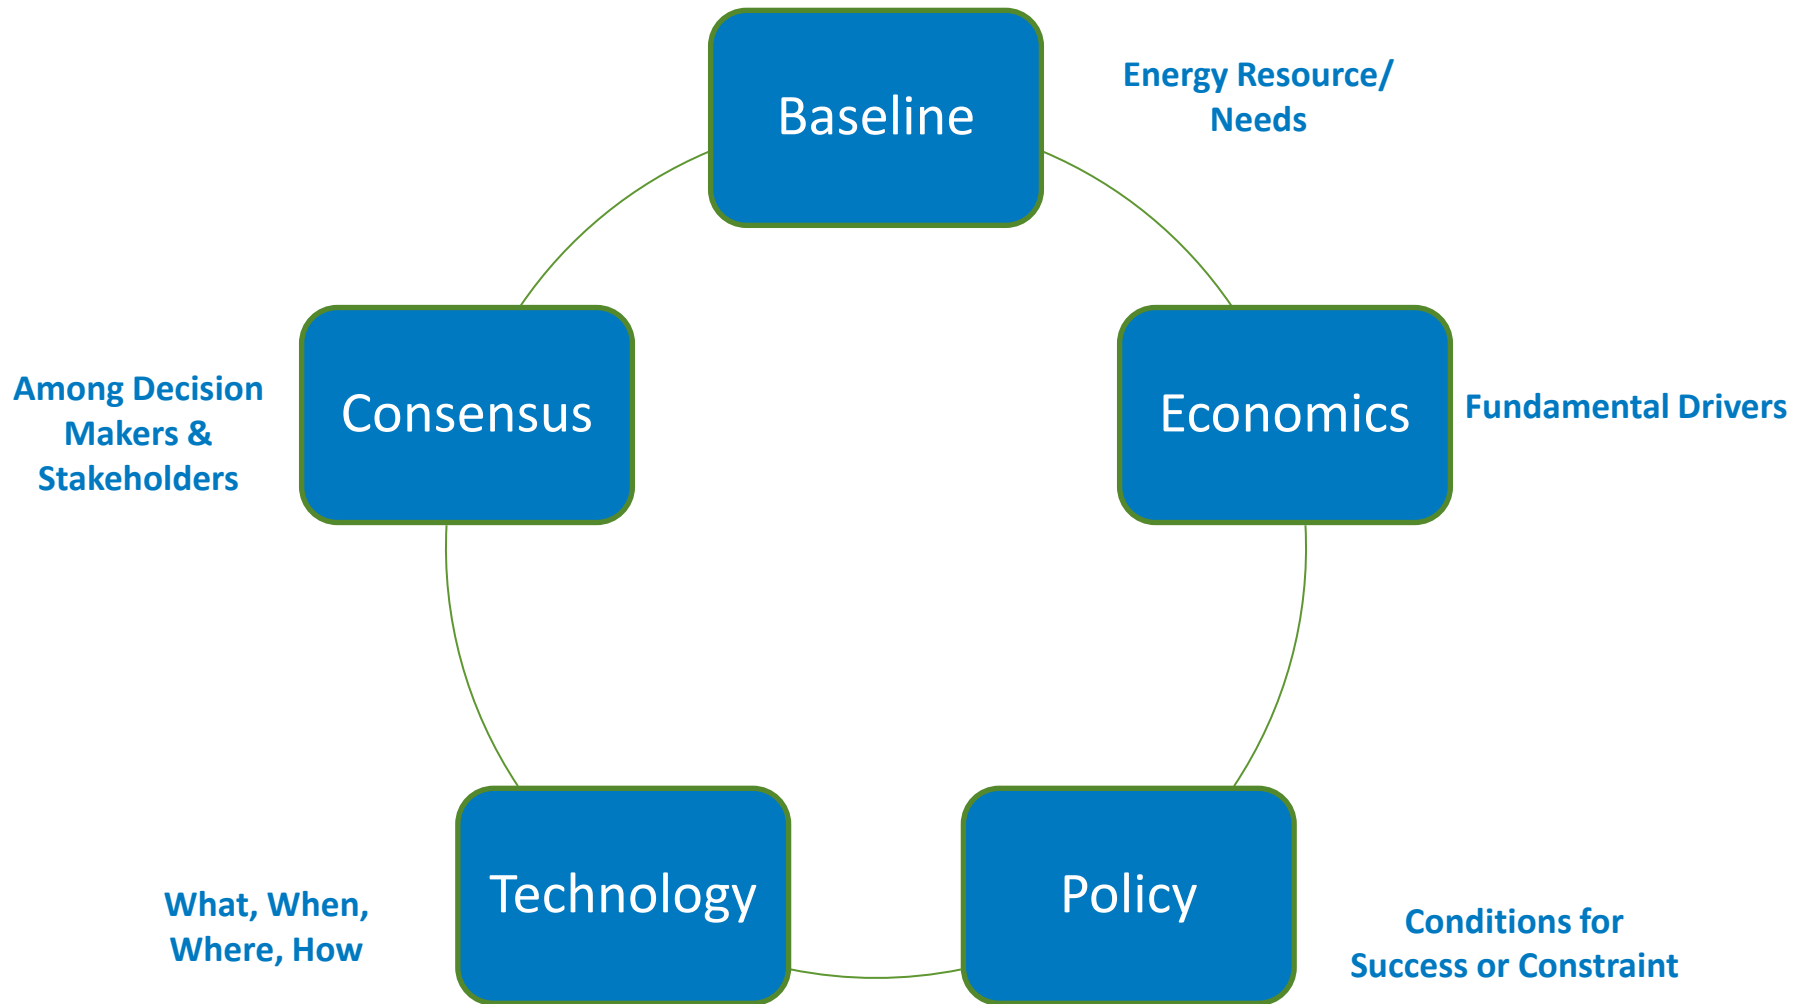 Baseline
Energy Resource/
Needs
Economics
Fundamental Drivers
Policy
Conditions for
Success or Constraint
Technology
What, When,
Where, How
Consensus
Among Decision
Makers &
Stakeholders